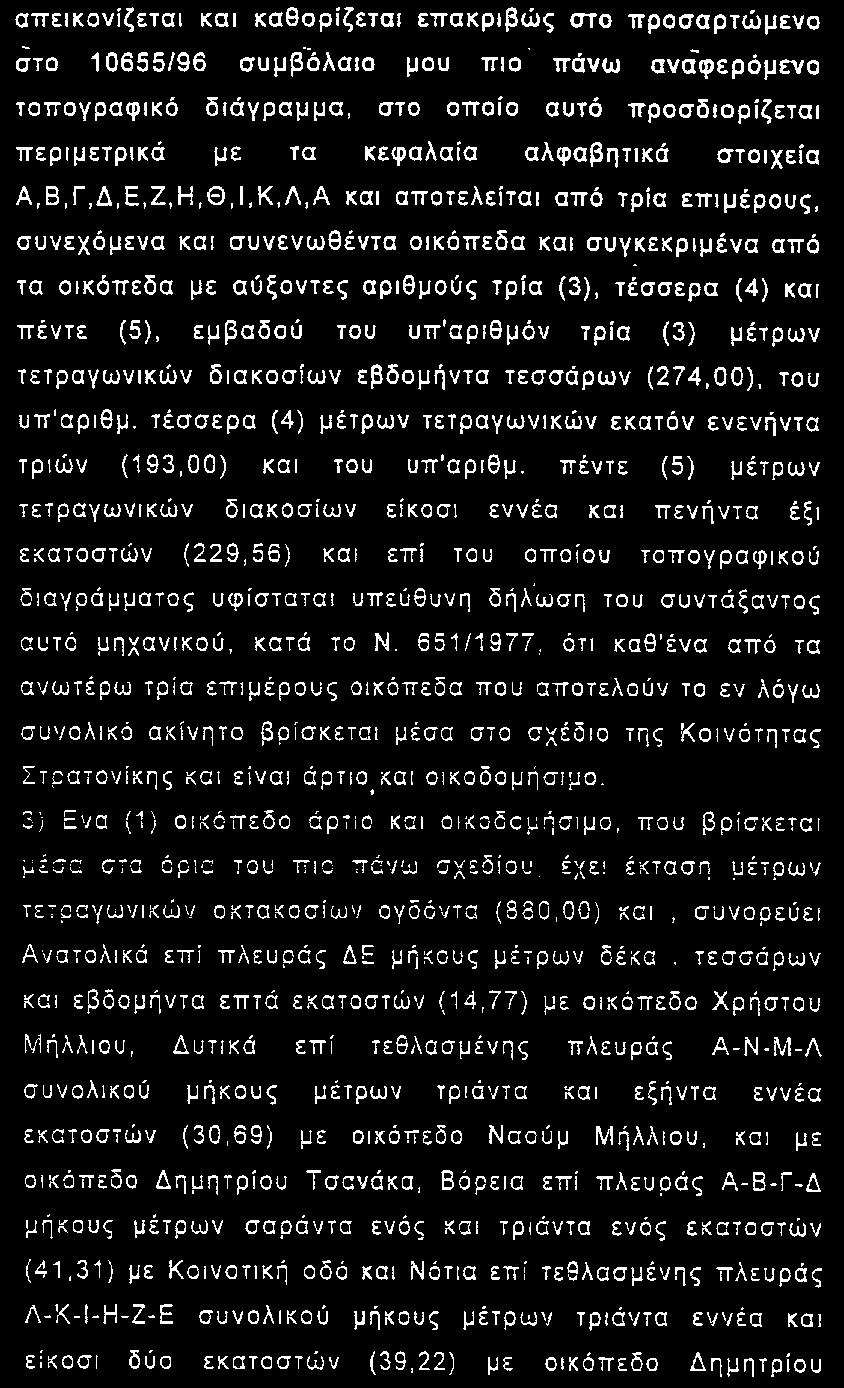 απεικονίζεται και καθορίζεται επακριβώς στο προσαρτώμενο
στο 10655/96 συμβόλαιο μου πιο πάνω αναφερόμενο
τοπογραφικό διάγραμμα, στο οποίο αυτό προσδιορίζεται
περιμετρικά με τα κεφαλαία αλφαβητικά στοιχεία
Α,Β,Γ,Δ,Ε,Ζ,Η,Θ,Ι,Κ,Λ,Α και αποτελείται από τρία επιμέρους,
συνεχόμενα και συνενωθέντα οικόπεδα και συγκεκριμένα από
τα οικόπεδα με αύξοντες αριθμούς τρία (3), τέσσερα (4) και
πέντε (5), εμβαδού του υπ'αριθμόν τρία (3) μέτρων
τετραγωνικών διακοσίων εβδομήντα τεσσάρων (274,00), του
υπ'αριθμ. τέσσερα (4) μέτρων τετραγωνικών εκατόν ενενήντα
τριών (193,00) και του υπ'αριθμ. πέντε (5) μέτρων
τετραγωνικών διακοσίων είκοσι εννέα και πενήντα έξι
εκατοστών (229,56) και επί του οποίου τοπογραφικού
διαγράμματος υφίσταται υπεύθυνη δήλωση του συντάξαντος
αυτό μηχανικού, κατά το Ν. 651/1977, ότι καθ'ένα από τα
ανωτέρω τρία επιμέρους οικόπεδα που αποτελούν το εν λόγω
συνολικό ακίνητο βρίσκεται μέσα στο σχέδιο της Κοινότητας
Στρατονίκης και είναι άρτιο και οικοδομήσιμο.
3) Ενα (1) οικόπεδο άρτιο και οικοδομήσιμο, που βρίσκεται
μέσα στα όρια του πιο πάνω σχεδίου, έχει έκταση μέτρων
τετραγωνικών οκτακοσίων ογδόντα (880,00) και , συνορεύει
Ανατολικά επί πλευράς ΔΕ μήκους μέτρων δέκα , τεσσάρων
και εβδομήντα επτά εκατοστών (14,77) με οικόπεδο Χρήστου
Μήλλιου, Δυτικά επί τεθλασμένης πλευράς Α-Ν-Μ-Λ
συνολικού μήκους μέτρων τριάντα και εξήντα εννέα
εκατοστών (30,69) με οικόπεδο Ναούμ Μήλλιου, και με
οικόπεδο Δημητρίου Τσανάκα, Βόρεια επί πλευράς Α-Β-Γ-Δ
μήκους μέτρων σαράντα ενός και τριάντα ενός εκατοστών
(41,31) με Κοινοτική οδό και Νότια επί τεθλασμένης πλευράς
Λ-Κ-Ι-Η-Ζ-Ε συνολικού μήκους μέτρων τριάντα εννέα και
είκοσι δύο εκατοστών (39,22) με οικόπεδο Δημητρίου